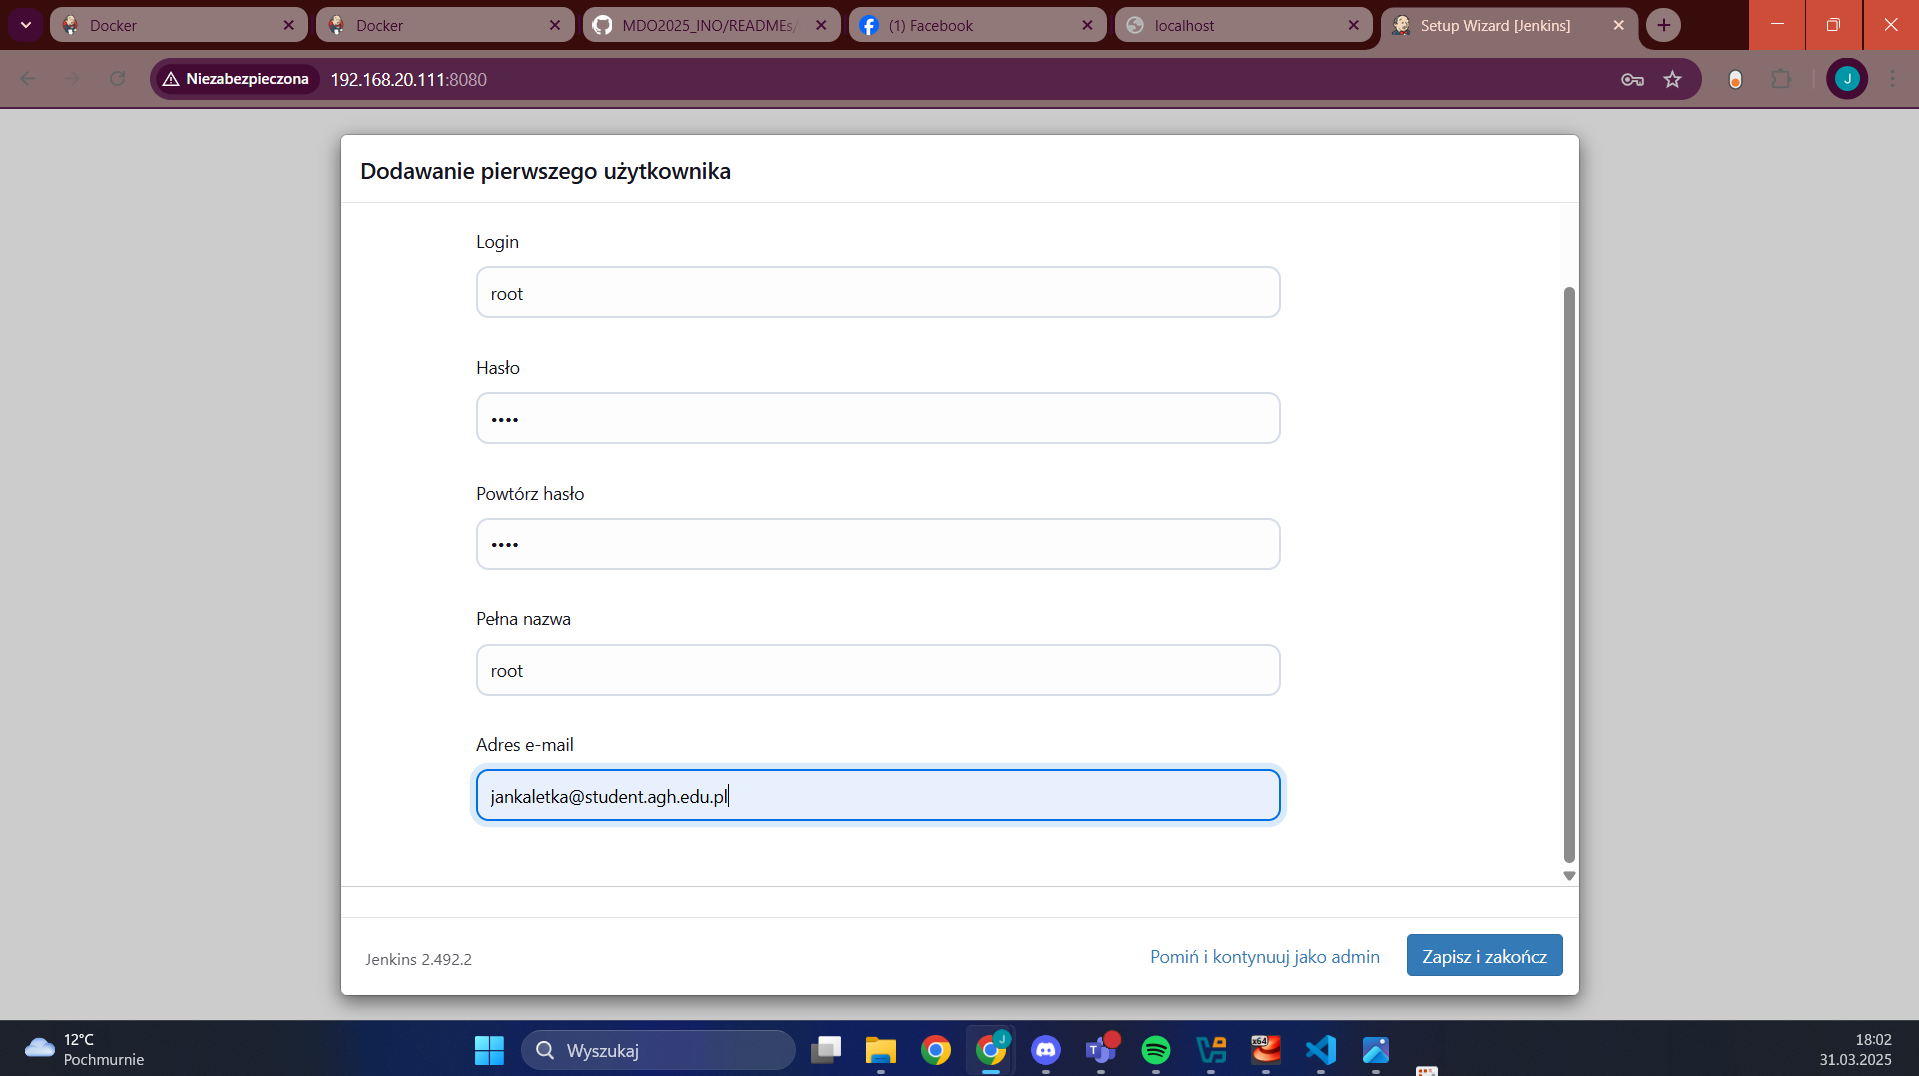 Docker
Docker
MDO2025_INO/READMEs/
(1) Facebook
localhost
Setup Wizard [Jenkins]
Niezabezpieczona
192.168.20.111:8080
J
Dodawanie pierwszego użytkownika
Login
root
Hasło
••••
Powtórz hasło
••••
Pełna nazwa
root
Adres e-mail
jankaletka@student.agh.edu.pl
Jenkins 2.492.2
Pomiń i kontynuuj jako admin
Zapisz i zakończ
12°C
Pochmurnie
Wyszukaj
J
x64
18:02
31.03.2025